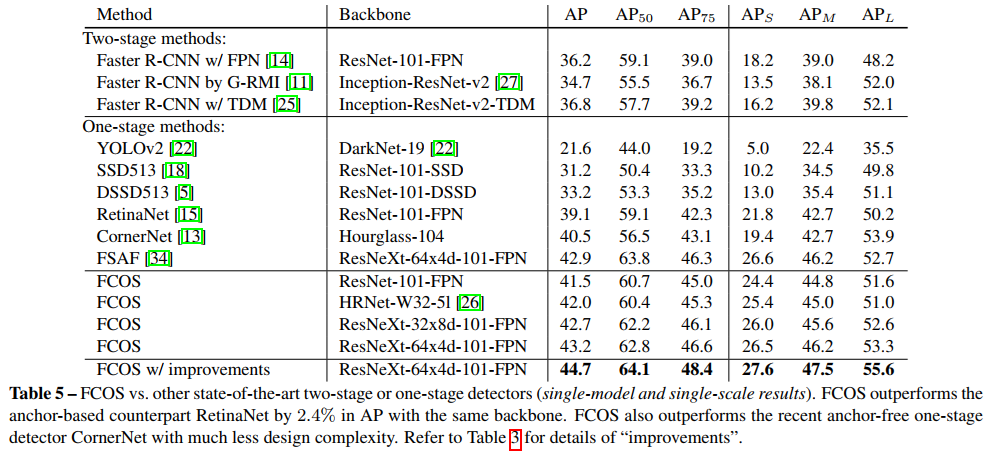 Method Backbone AP AP50 AP75 APS APM APL
Two-stage methods:
Faster R-CNN w/ FPN [14] ResNet-101-FPN 36.2 59.1 39.0 18.2 39.0 48.2
Faster R-CNN by G-RMI [11] Inception-ResNet-v2 [27] 34.7 55.5 36.7 13.5 38.1 52.0
Faster R-CNN w/ TDM [25] Inception-ResNet-v2-TDM 36.8 57.7 39.2 16.2 39.8 52.1
One-stage methods:
YOLOv2 [22] DarkNet-19 [22] 21.6 44.0 19.2 5.0 22.4 35.5
SSD513 [18] ResNet-101-SSD 31.2 50.4 33.3 10.2 34.5 49.8
DSSD513 [5] ResNet-101-DSSD 33.2 53.3 35.2 13.0 35.4 51.1
RetinaNet [15] ResNet-101-FPN 39.1 59.1 42.3 21.8 42.7 50.2
CornerNet [13] Hourglass-104 40.5 56.5 43.1 19.4 42.7 53.9
FSAF [34] ResNeXt-64x4d-101-FPN 42.9 63.8 46.3 26.6 46.2 52.7
FCOS ResNet-101-FPN 41.5 60.7 45.0 24.4 44.8 51.6
FCOS HRNet-W32-5l [26] 42.0 60.4 45.3 25.4 45.0 51.0
FCOS ResNeXt-32x8d-101-FPN 42.7 62.2 46.1 26.0 45.6 52.6
FCOS ResNeXt-64x4d-101-FPN 43.2 62.8 46.6 26.5 46.2 53.3
FCOS w/ improvements ResNeXt-64x4d-101-FPN 44.7 64.1 48.4 27.6 47.5 55.6
Table 5 – FCOS vs. other state-of-the-art two-stage or one-stage detectors (single-model and single-scale results). FCOS outperforms the
anchor-based counterpart RetinaNet by 2.4% in AP with the same backbone. FCOS also outperforms the recent anchor-free one-stage
detector CornerNet with much less design complexity. Refer to Table 3 for details of “improvements”.